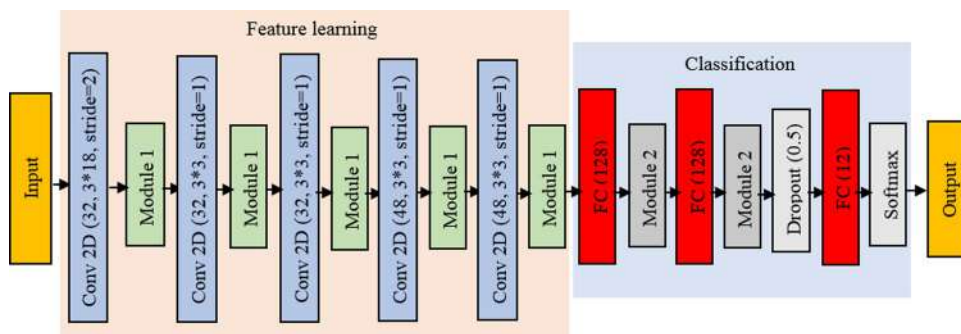 Feature learning
Classification
Input
Conv 2D (32, 3*18, stride=2)
Module 1
Conv 2D (32, 3*3, stride=1)
Module 1
Conv 2D (32, 3*3, stride=1)
Module 1
Conv 2D (48, 3*3, stride=1)
Module 1
Conv 2D (48, 3*3, stride=1)
Module 1
FC (128)
Module 2
FC (128)
Module 2
Dropout (0.5)
FC (12)
Softmax
Output